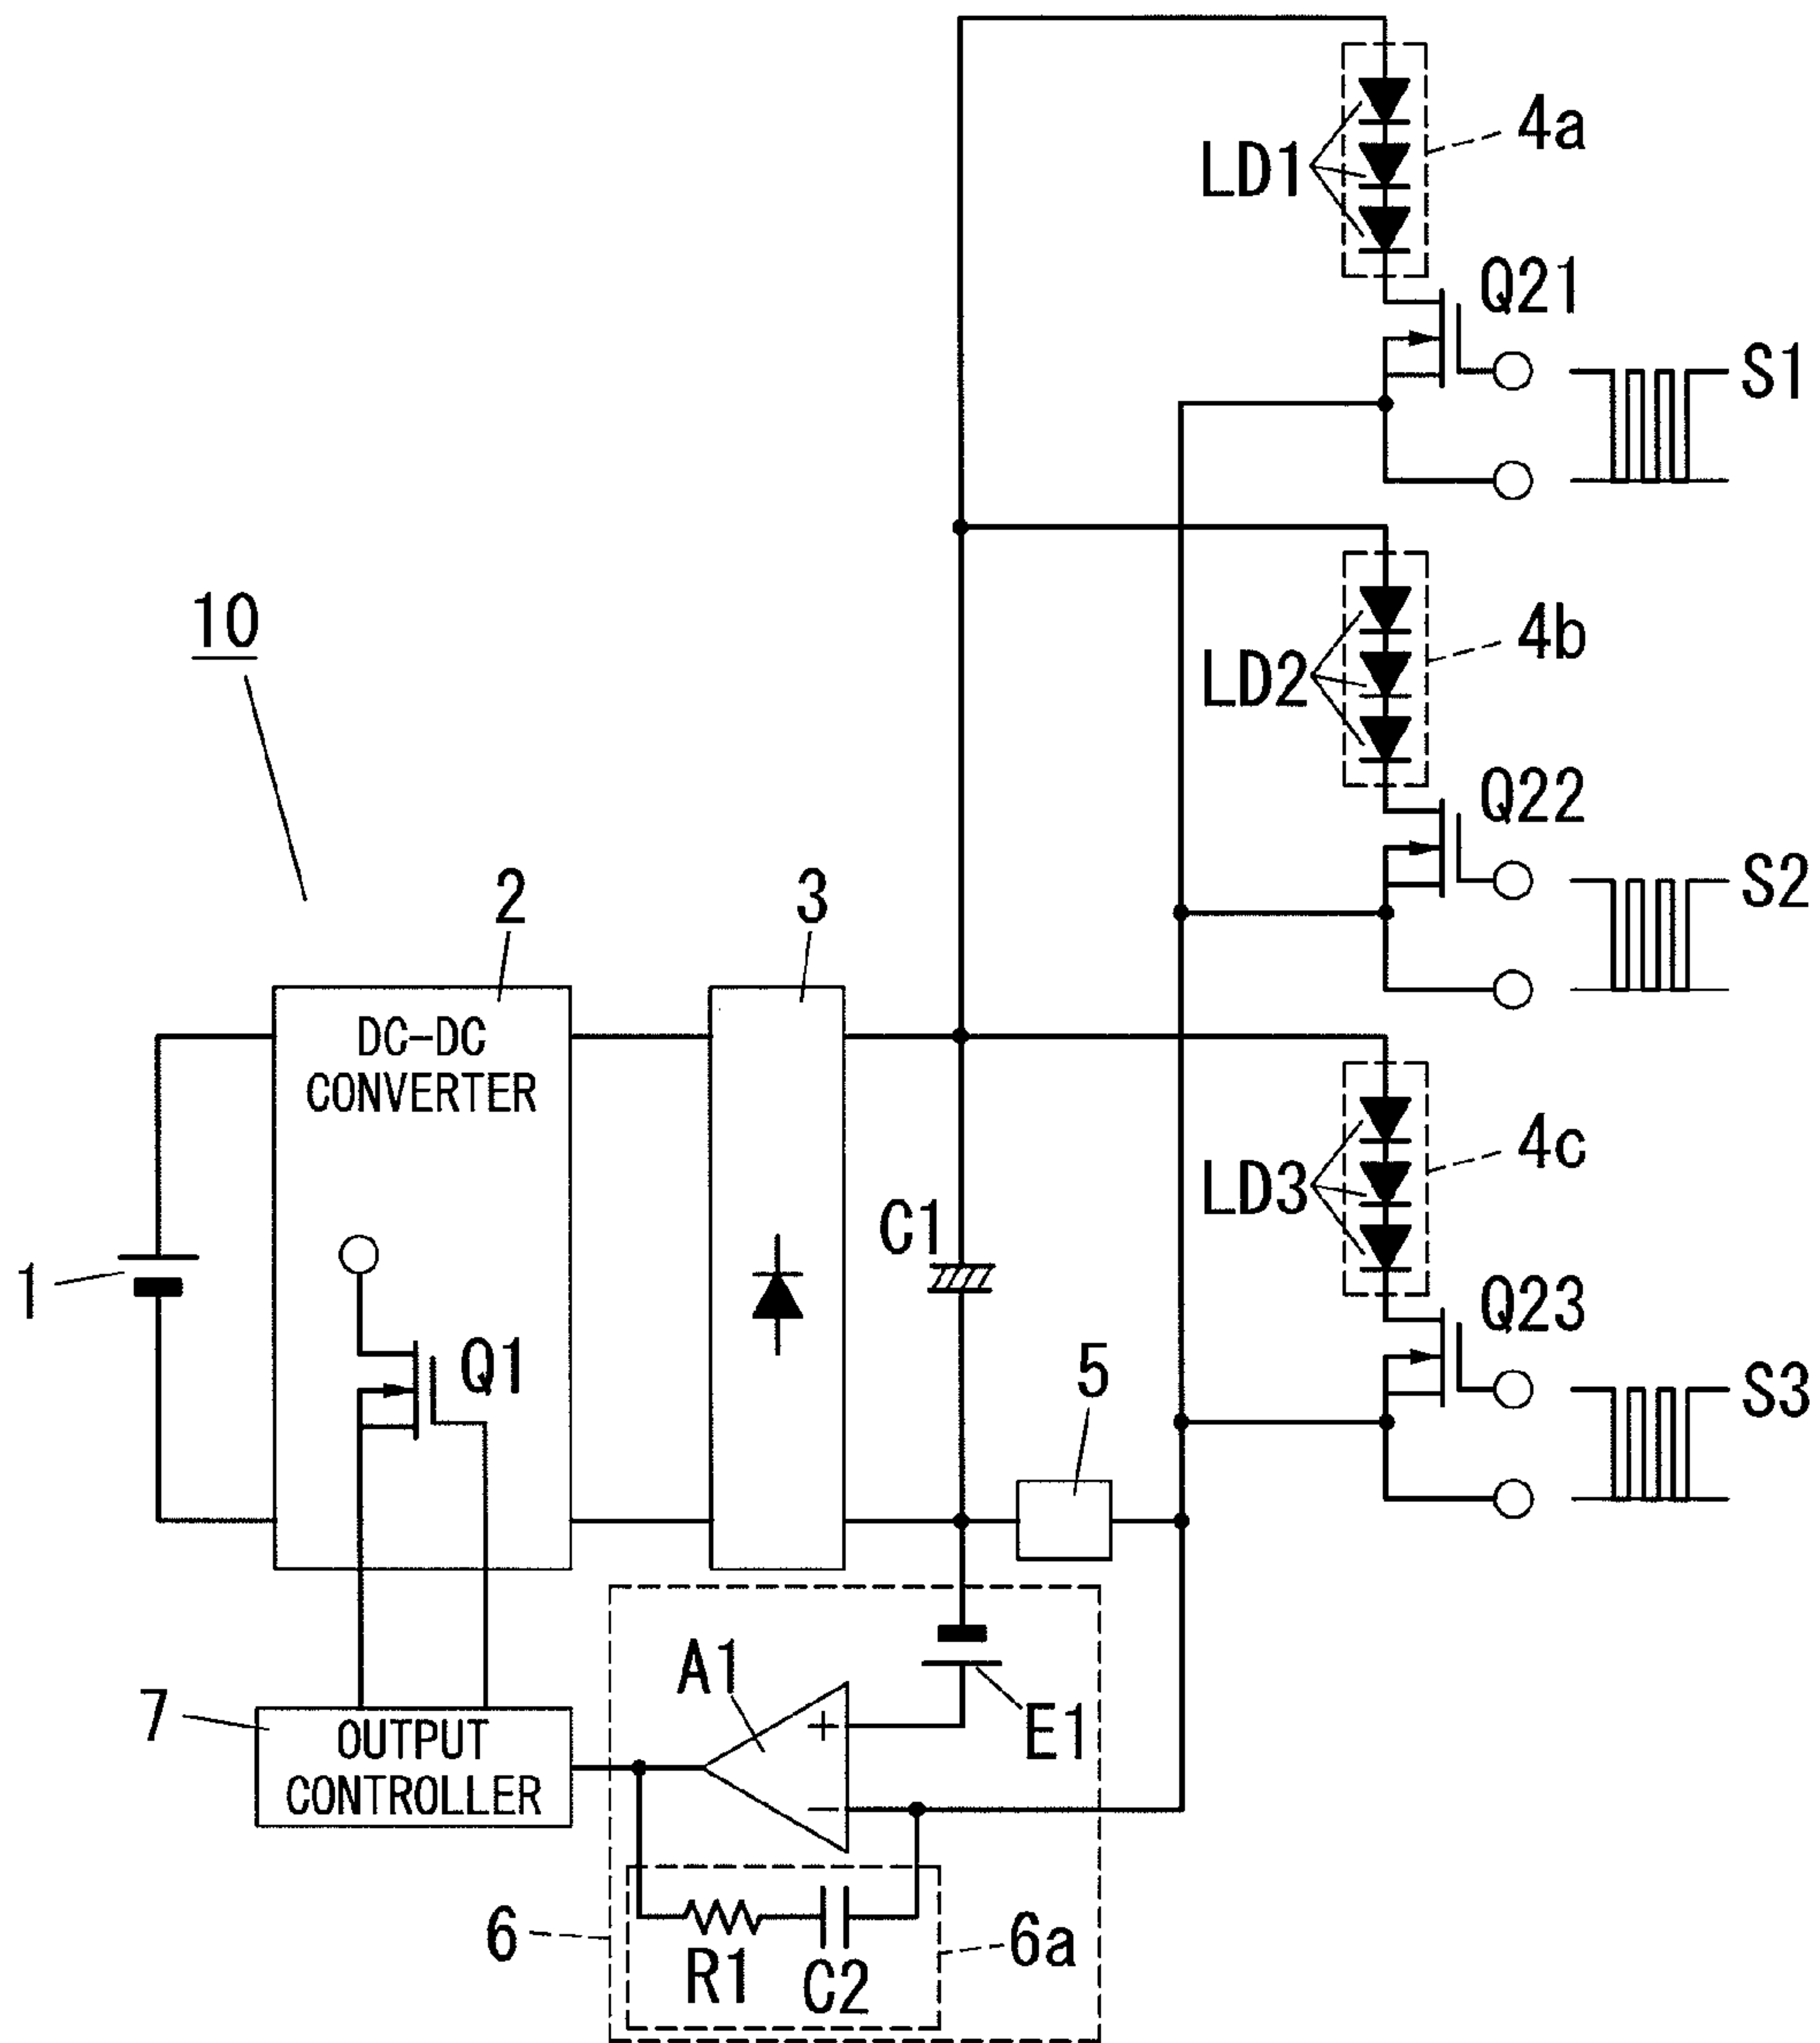 4a
LD1
Q21
S1
4b
LD2
Q22
S2
10
2
3
DC-DC
CONVERTER
4c
LD3
C1
Q23
1
Q1
5
S3
A1
E1
7
OUTPUT
CONTROLLER
+
−
6
R1
C2
6a